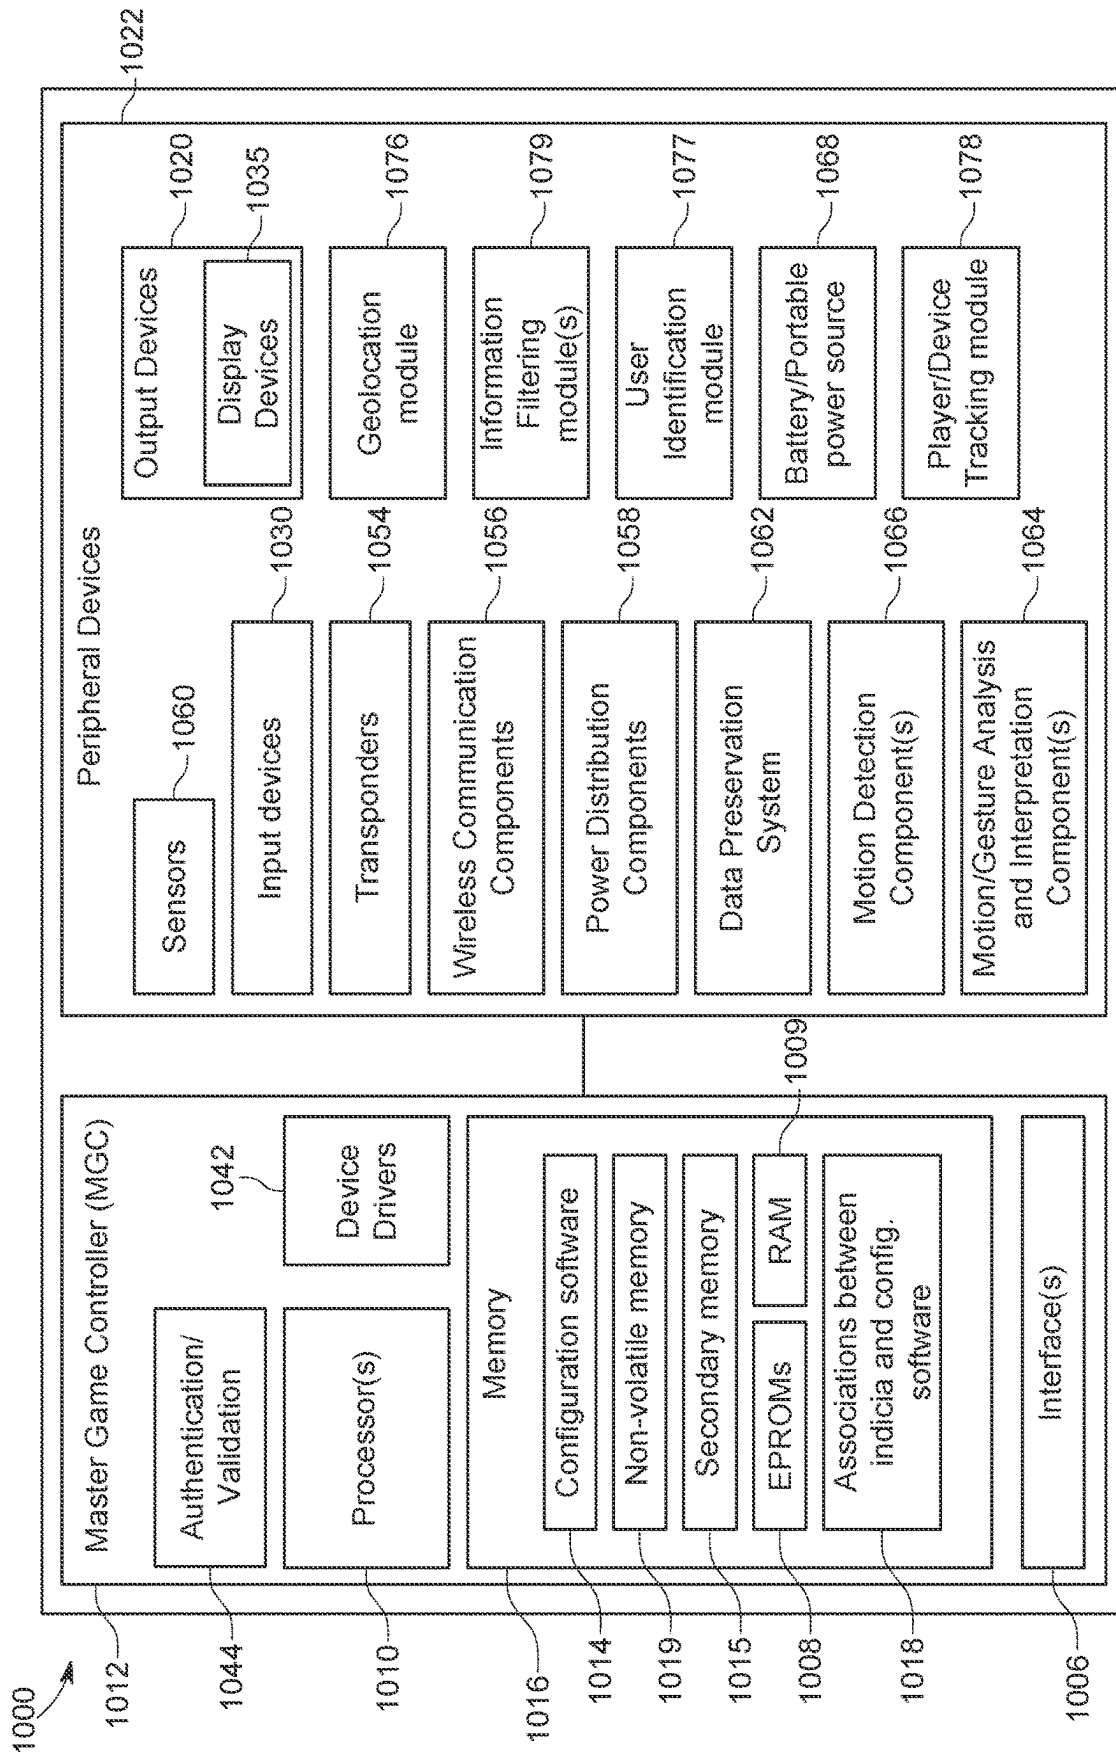 1000
1012
Master Game Controller (MGC)
1044
Authentication/
Validation
1042
Device
Drivers
1010
Processor(s)
1016
Memory
1014
Configuration software
1019
Non-volatile memory
1015
Secondary memory
1008
EPROMs
RAM
1009
1018
Associations between
indicia and config.
software
1006
Interface(s)
1022
Peripheral Devices
Sensors
1060
Input devices
1030
Transponders
1054
Wireless Communication
Components
1056
Power Distribution
Components
1058
Data Preservation
System
1062
Motion Detection
Component(s)
1066
Motion/Gesture Analysis
and Interpretation
Component(s)
1064
Output Devices
1020
Display
Devices
1035
Geolocation
module
1076
Information
Filtering
module(s)
1079
User
Identification
module
1077
Battery/Portable
power source
1068
Player/Device
Tracking module
1078